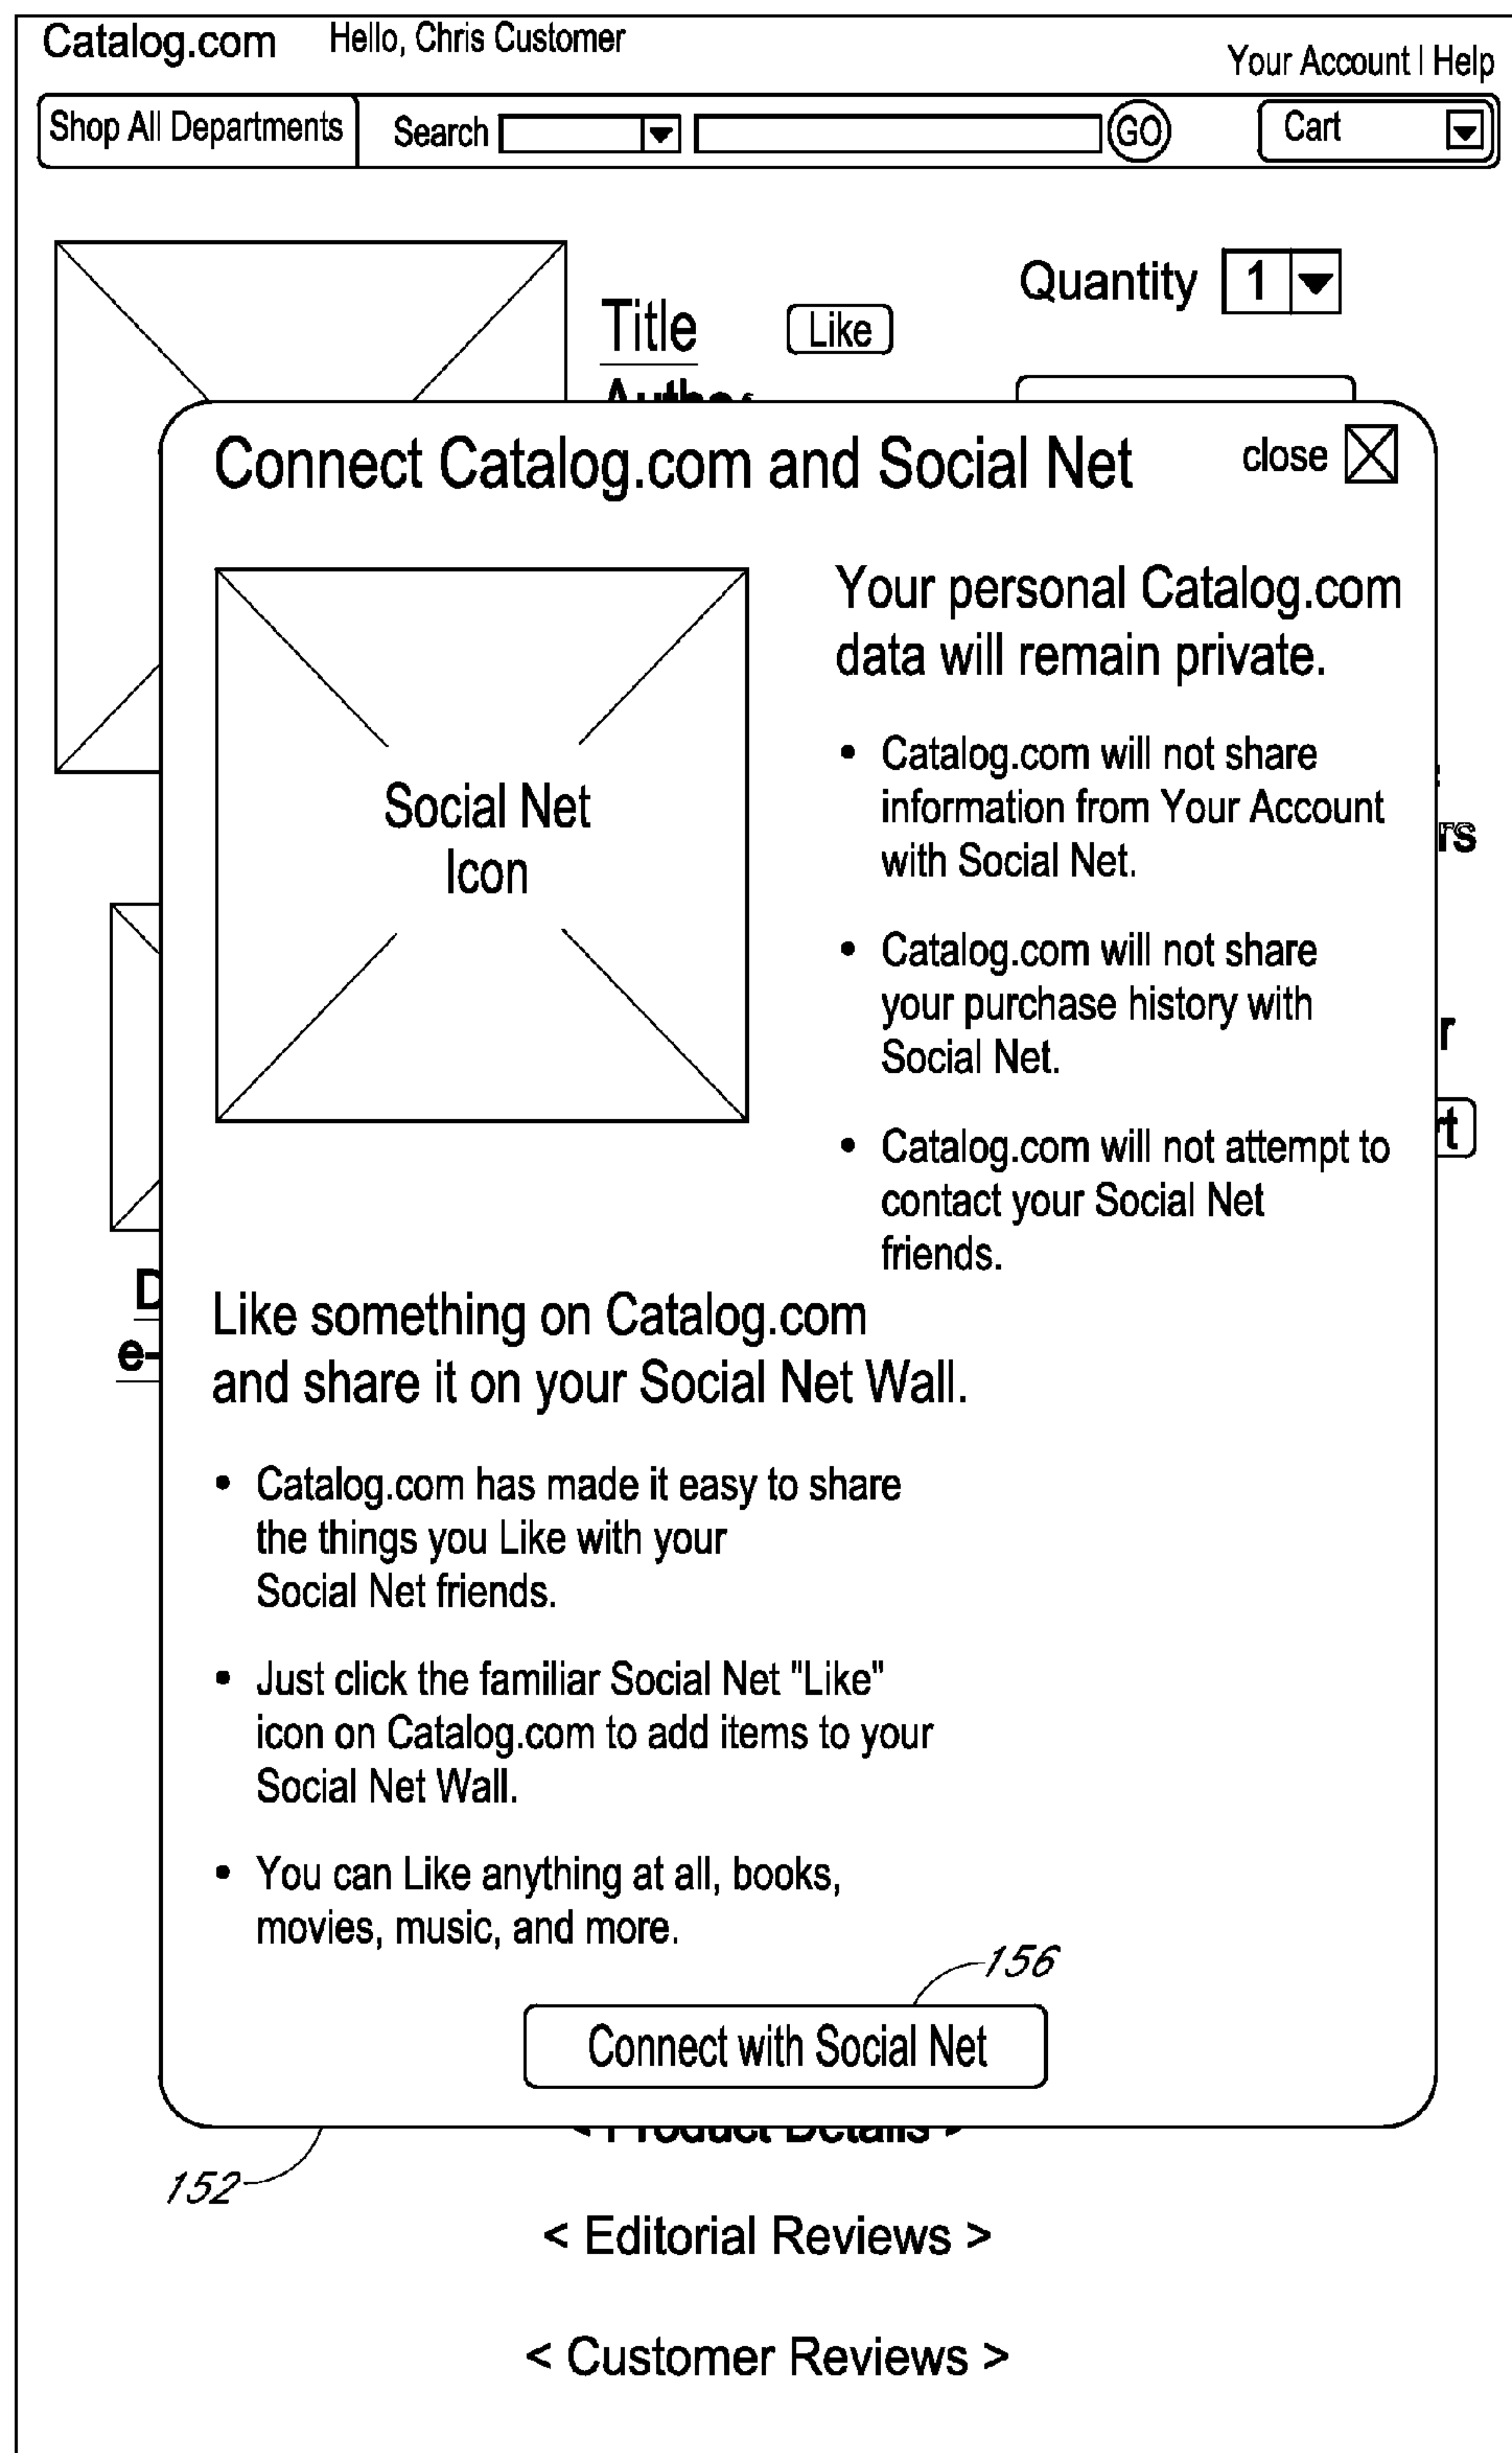 Catalog.com
Hello, Chris Customer
Your Account | Help
Shop All Departments
Search
GO
Cart
Title
Like
Quantity 1
Author
Connect Catalog.com and Social Net
close
Social Net
Icon
Your personal Catalog.com
data will remain private.
• Catalog.com will not share
information from Your Account
with Social Net.
• Catalog.com will not share
your purchase history with
Social Net.
• Catalog.com will not attempt to
contact your Social Net
friends.
rs
r
rt
D
e-
Like something on Catalog.com
and share it on your Social Net Wall.
• Catalog.com has made it easy to share
the things you Like with your
Social Net friends.
• Just click the familiar Social Net "Like"
icon on Catalog.com to add items to your
Social Net Wall.
• You can Like anything at all, books,
movies, music, and more.
156
Connect with Social Net
< Product Details >
152
< Editorial Reviews >
< Customer Reviews >